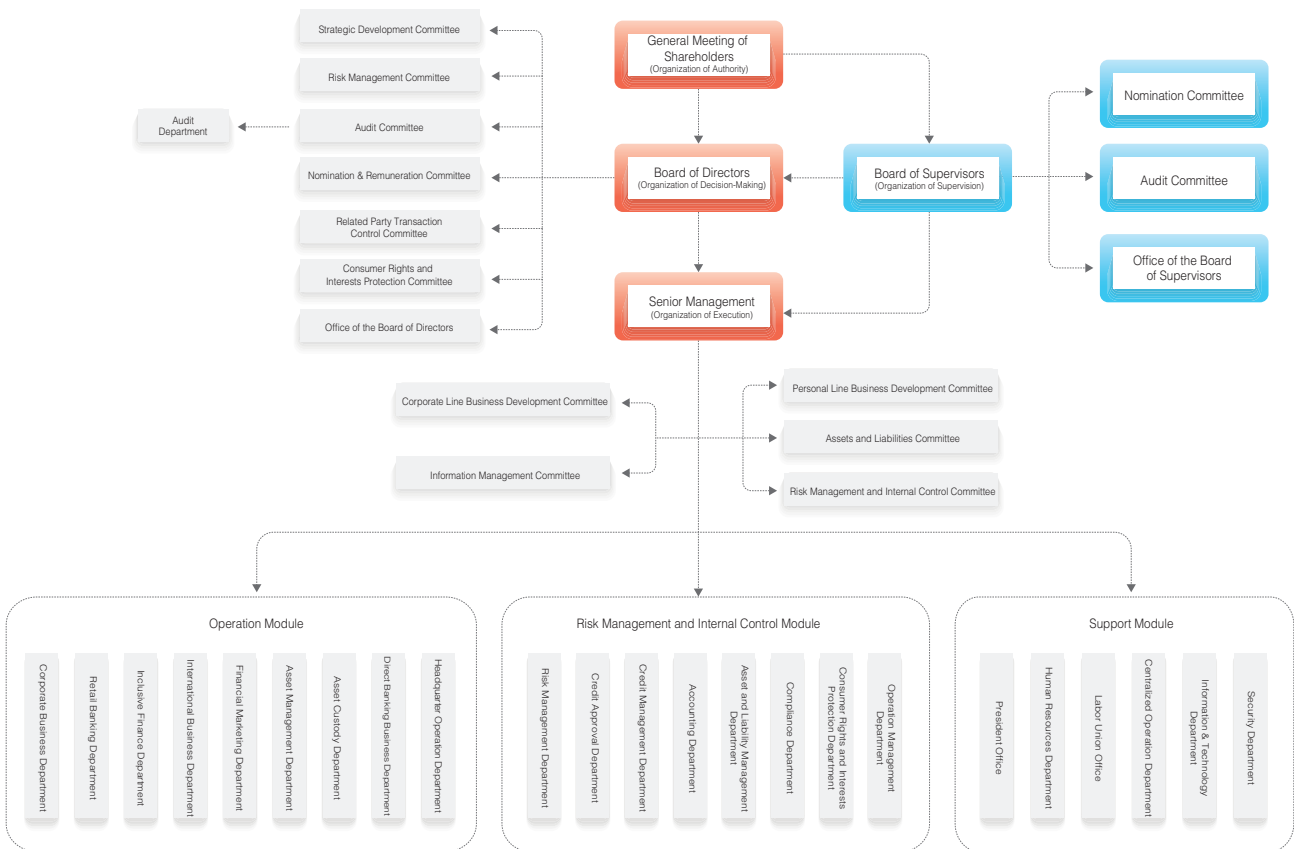 Strategic Development Committee
Risk Management Committee
Audit
Department
Audit Committee
Nomination & Remuneration Committee
Related Party Transaction
Control Committee
Consumer Rights and
Interests Protection Committee
Office of the Board of Directors
General Meeting of
Shareholders
(Organization of Authority)
Board of Directors
(Organization of Decision-Making)
Board of Supervisors
(Organization of Supervision)
Senior Management
(Organization of Execution)
Nomination Committee
Audit Committee
Office of the Board
of Supervisors
Corporate Line Business Development Committee
Information Management Committee
Personal Line Business Development Committee
Assets and Liabilities Committee
Risk Management and Internal Control Committee
Operation Module
Corporate Business Department
Retail Banking Department
Inclusive Finance Department
International Business Department
Financial Marketing Department
Asset Management Department
Asset Custody Department
Direct Banking Business Department
Headquarter Operation Department
Risk Management and Internal Control Module
Risk Management Department
Credit Approval Department
Credit Management Department
Accounting Department
Asset and Liability Management
Department
Compliance Department
Consumer Rights and Interests
Protection Department
Operation Management
Department
Support Module
President Office
Human Resources Department
Labor Union Office
Centralized Operation Department
Information & Technology
Department
Security Department